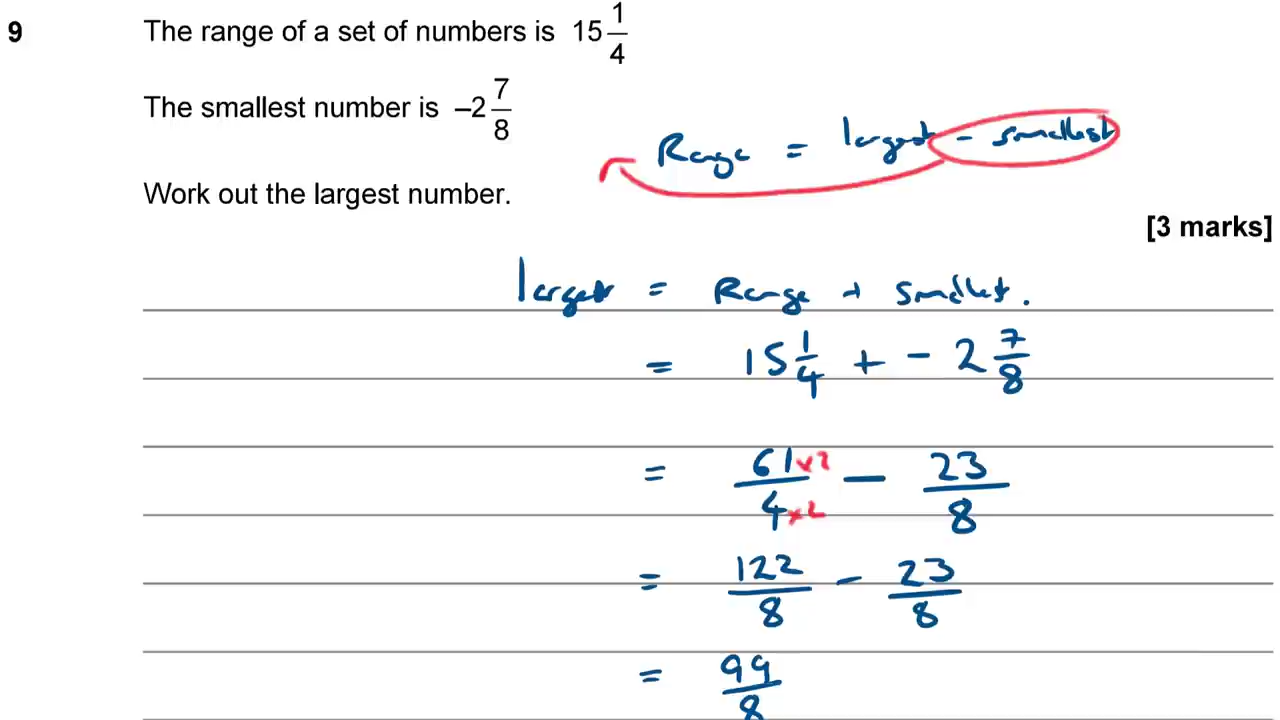 9 The range of a set of numbers is 15 1/4
The smallest number is –2 7/8
Range = largest - smallest
Work out the largest number.
[3 marks]
largest = Range + smallest.
= 15 1/4 + - 2 7/8
= 61×2/4×2 - 23/8
= 122/8 - 23/8
= 99/8